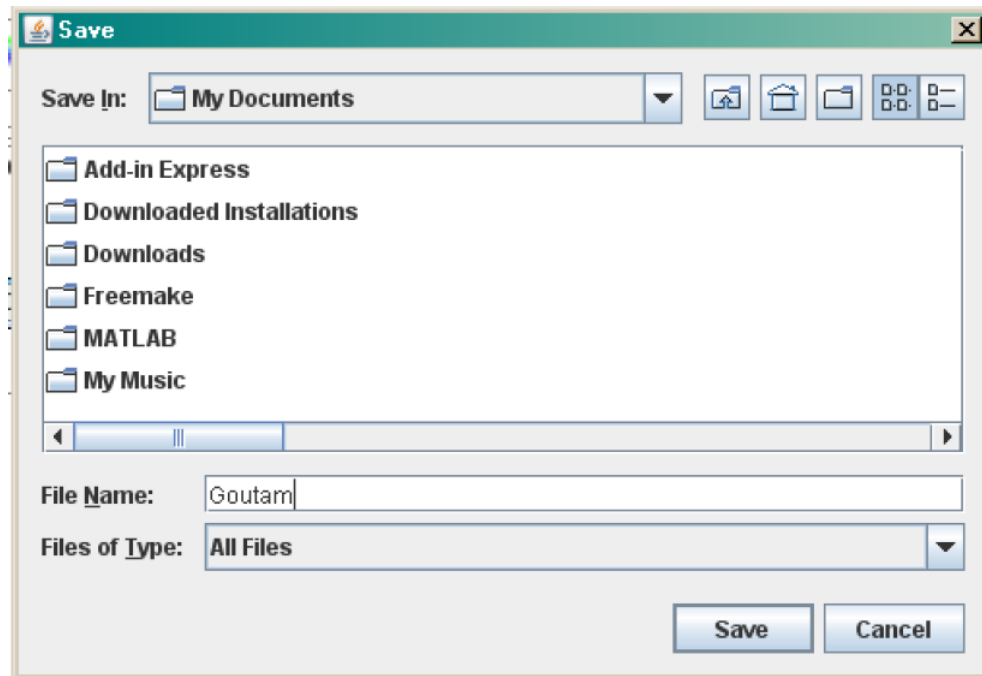 Save
Save In: My Documents
Add-in Express
Downloaded Installations
Downloads
Freemake
MATLAB
My Music
File Name: Goutam
Files of Type: All Files
Save Cancel